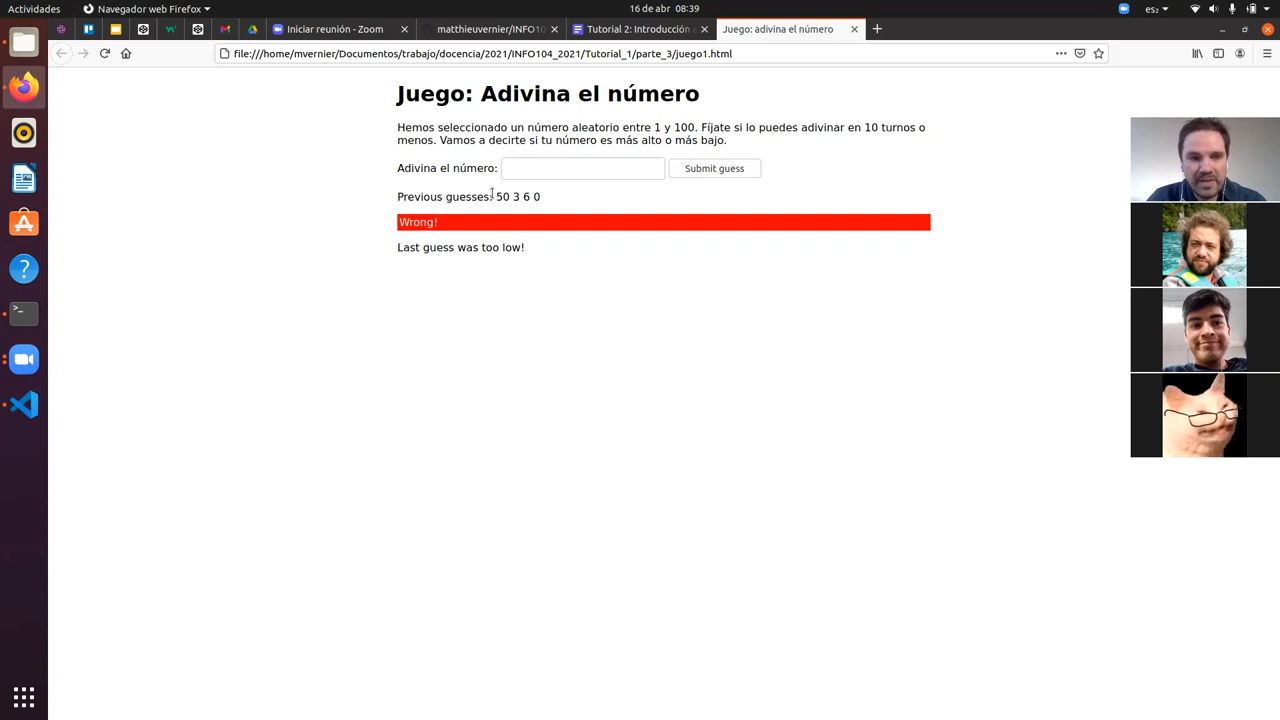 Actividades
Navegador web Firefox
16 de abr 08:39
es₂
Iniciar reunión - Zoom
matthieuvernier/INFO10
Tutorial 2: Introducción a
Juego: adivina el número
file:///home/mvernier/Documentos/trabajo/docencia/2021/INFO104_2021/Tutorial_1/parte_3/juego1.html
Juego: Adivina el número
Hemos seleccionado un número aleatorio entre 1 y 100. Fíjate si lo puedes adivinar en 10 turnos o
menos. Vamos a decirte si tu número es más alto o más bajo.
Adivina el número:
Submit guess
Previous guesses: 50 3 6 0
Wrong!
Last guess was too low!